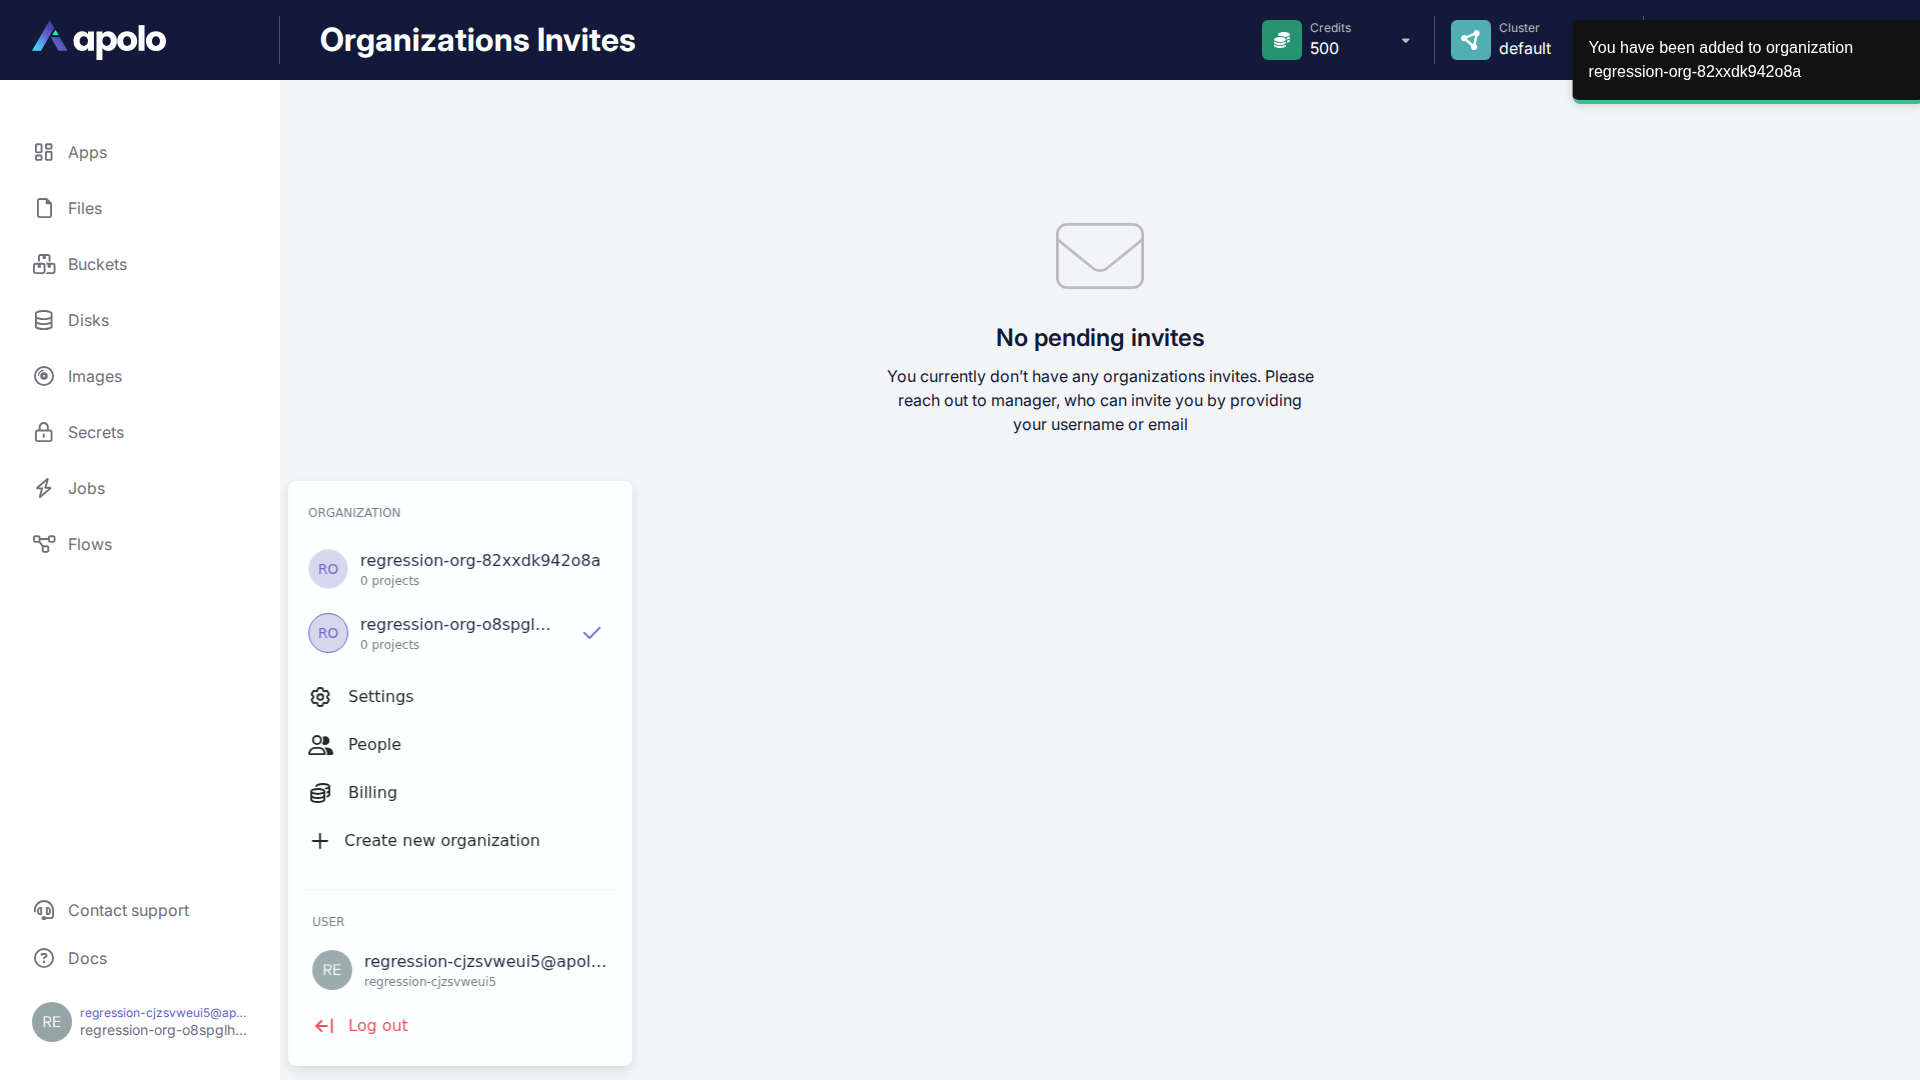 apolo
Organizations Invites
Credits
500
Cluster
default
You have been added to organization
regression-org-82xxdk942o8a
Apps
Files
Buckets
Disks
Images
Secrets
Jobs
Flows
No pending invites
You currently don’t have any organizations invites. Please
reach out to manager, who can invite you by providing
your username or email
ORGANIZATION
RO
regression-org-82xxdk942o8a
0 projects
RO
regression-org-o8spgl...
0 projects
Settings
People
Billing
Create new organization
USER
RE
regression-cjzsvweui5@apol...
regression-cjzsvweui5
Log out
Contact support
Docs
RE
regression-cjzsvweui5@ap...
regression-org-o8spglh...